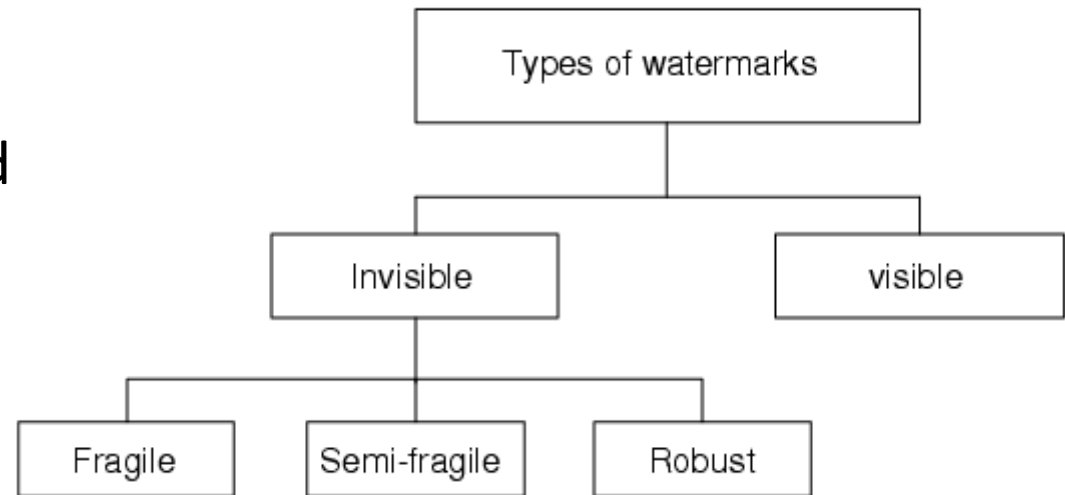 Types of watermarks
Invisible
visible
Fragile
Semi-fragile
Robust